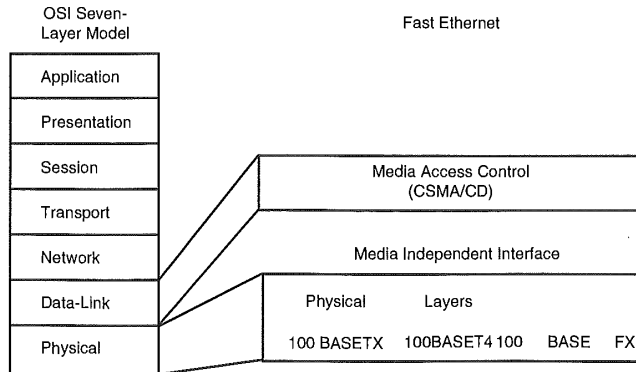 OSI Seven-
Layer Model
Fast Ethernet
Application
Presentation
Session
Transport
Network
Data-Link
Physical
Media Access Control
(CSMA/CD)
Media Independent Interface
Physical Layers
100 BASETX 100BASET4 100 BASE FX